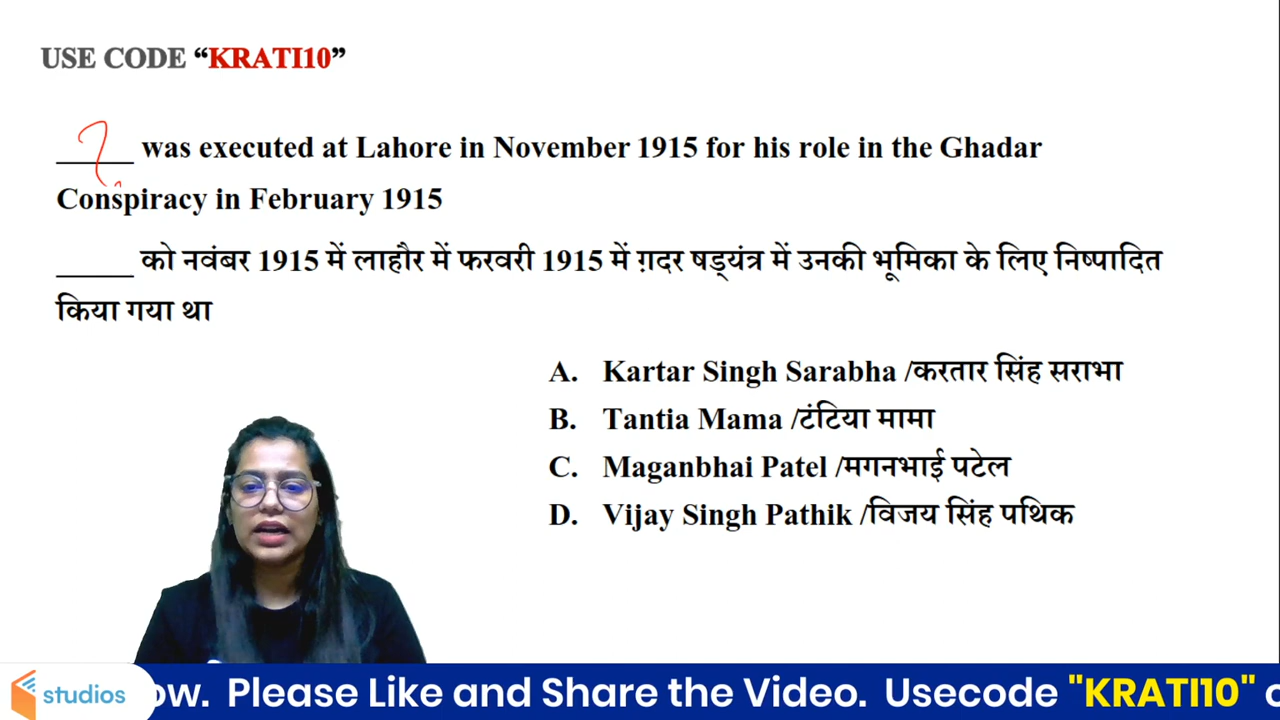 USE CODE “KRATI10”
_____ was executed at Lahore in November 1915 for his role in the Ghadar
Conspiracy in February 1915
_____ को नवंबर 1915 में लाहौर में फरवरी 1915 में ग़दर षड्यंत्र में उनकी भूमिका के लिए निष्पादित
किया गया था
A. Kartar Singh Sarabha /करतार सिंह सराभा
B. Tantia Mama /टंटिया मामा
C. Maganbhai Patel /मगनभाई पटेल
D. Vijay Singh Pathik /विजय सिंह पथिक
studios ow. Please Like and Share the Video. Usecode "KRATI10" o